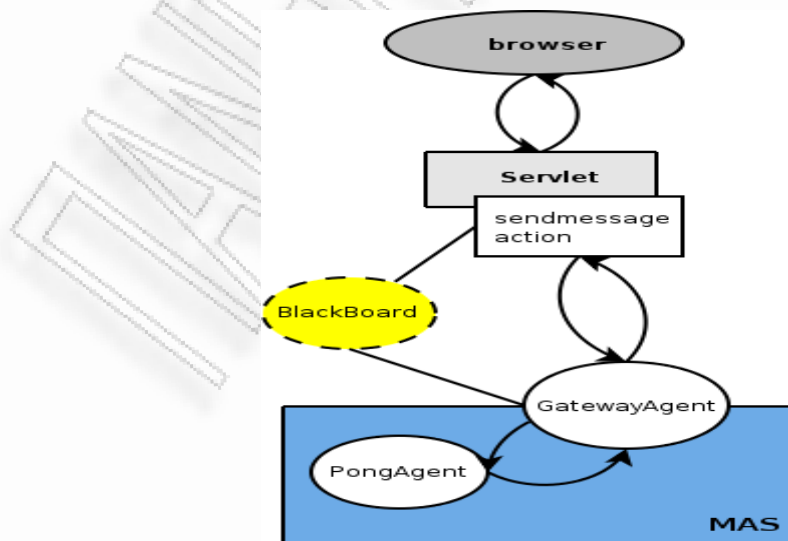 browser
Servlet
sendmessage
action
BlackBoard
GatewayAgent
PongAgent
MAS